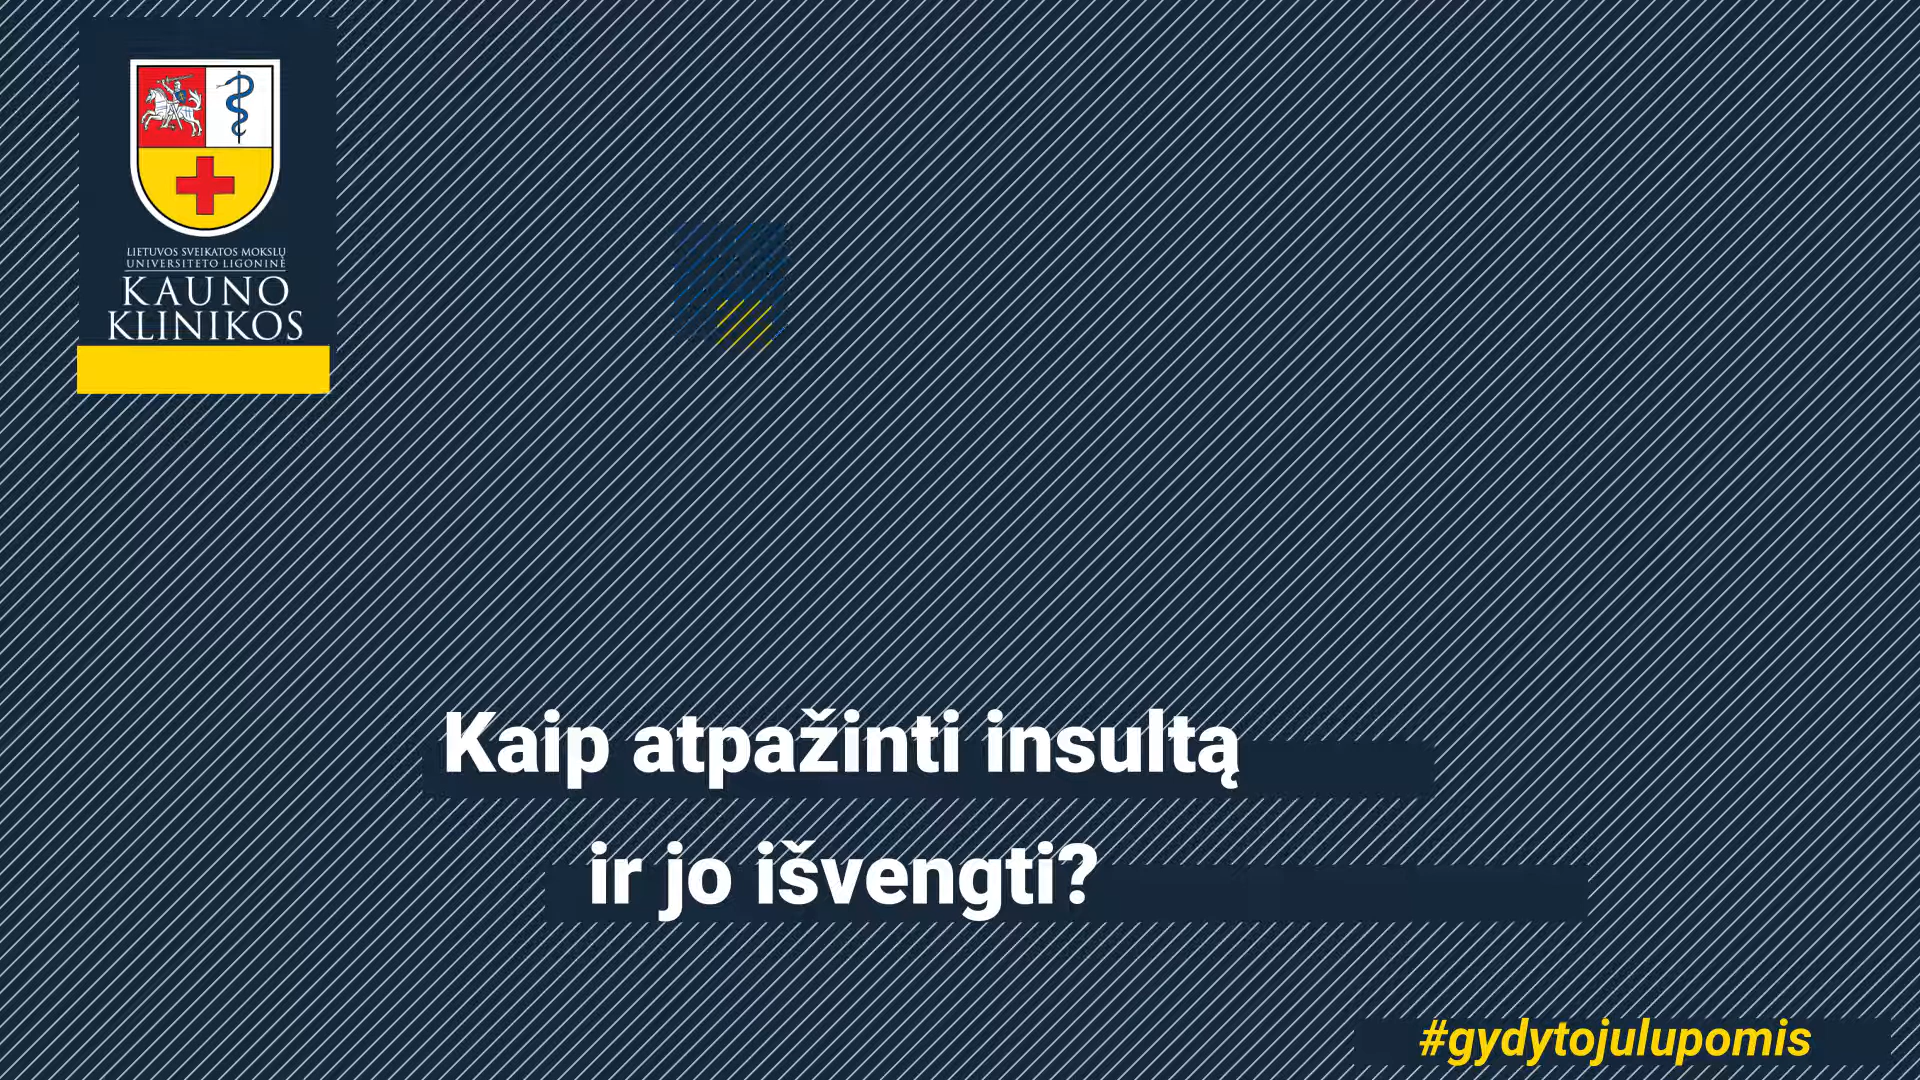 LIETUVOS SVEIKATOS MOKSLŲ
UNIVERSITETO LIGONINĖ
KAUNO
KLINIKOS
Kaip atpažinti insultą
ir jo išvengti?
#gydytojulupomis